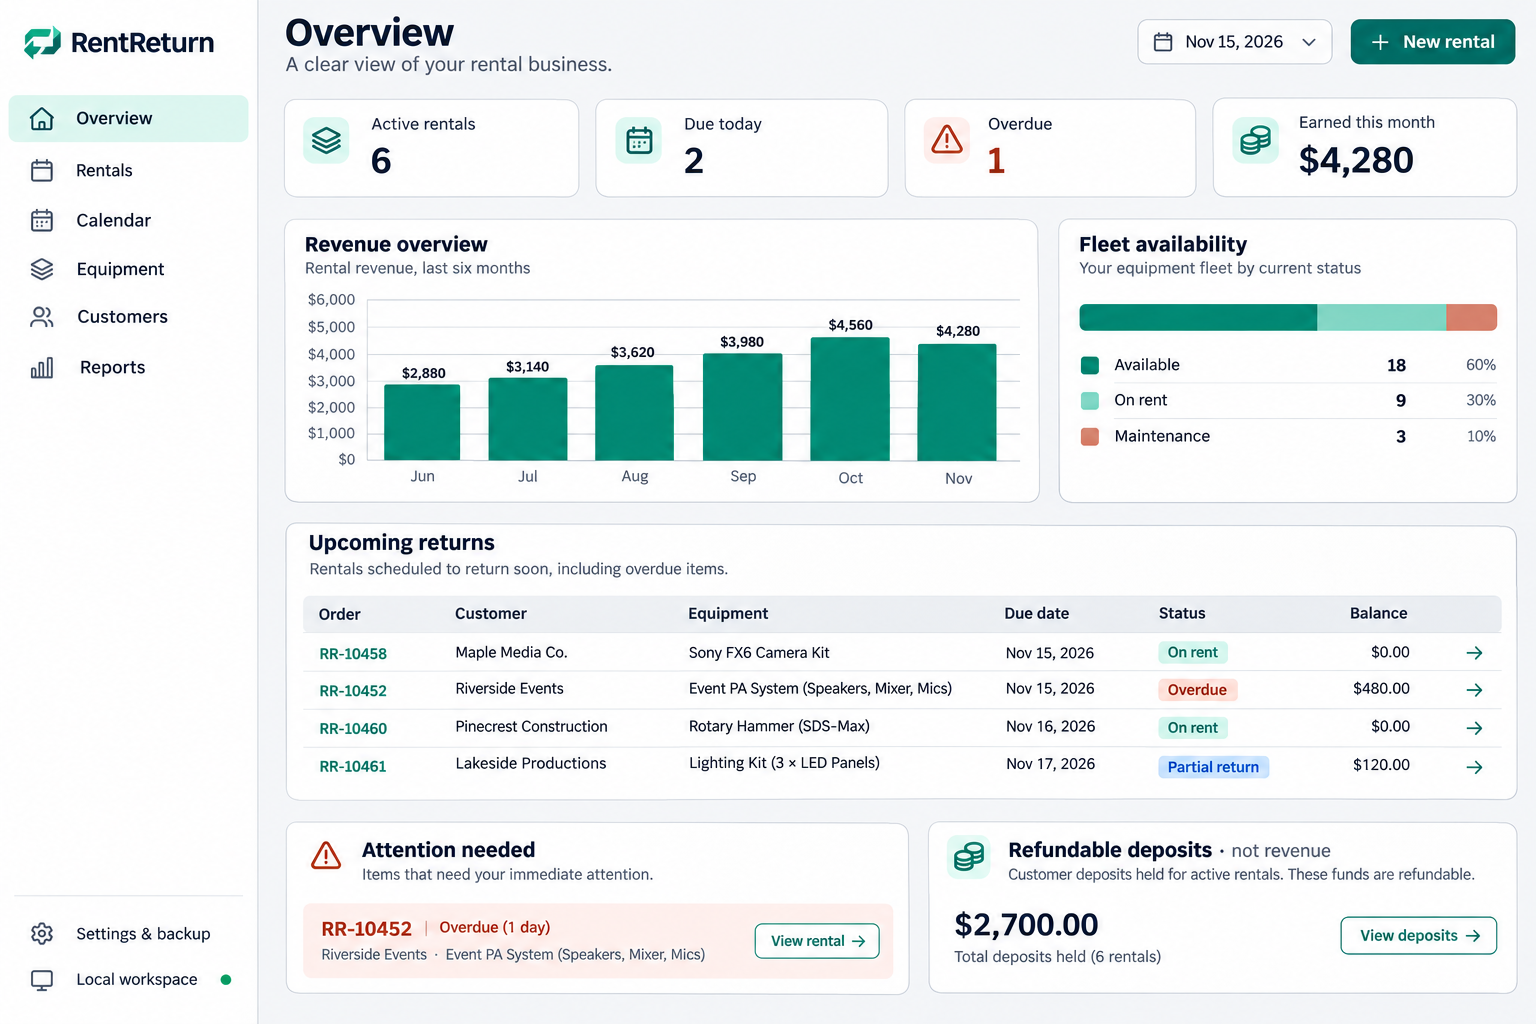 RentReturn
Overview
Rentals
Calendar
Equipment
Customers
Reports
Settings & backup
Local workspace
Overview
A clear view of your rental business.
Nov 15, 2026
+ New rental
Active rentals
6
Due today
2
Overdue
1
Earned this month
$4,280
Revenue overview
Rental revenue, last six months
$6,000
$5,000
$4,000
$3,000
$2,000
$1,000
$0
$2,880
$3,140
$3,620
$3,980
$4,560
$4,280
Jun
Jul
Aug
Sep
Oct
Nov
Fleet availability
Your equipment fleet by current status
Available 18 60%
On rent 9 30%
Maintenance 3 10%
Upcoming returns
Rentals scheduled to return soon, including overdue items.
Order Customer Equipment Due date Status Balance
RR-10458 Maple Media Co. Sony FX6 Camera Kit Nov 15, 2026 On rent $0.00 →
RR-10452 Riverside Events Event PA System (Speakers, Mixer, Mics) Nov 15, 2026 Overdue $480.00 →
RR-10460 Pinecrest Construction Rotary Hammer (SDS-Max) Nov 16, 2026 On rent $0.00 →
RR-10461 Lakeside Productions Lighting Kit (3 × LED Panels) Nov 17, 2026 Partial return $120.00 →
Attention needed
Items that need your immediate attention.
RR-10452 | Overdue (1 day)
Riverside Events · Event PA System (Speakers, Mixer, Mics)
View rental →
Refundable deposits · not revenue
Customer deposits held for active rentals. These funds are refundable.
$2,700.00
Total deposits held (6 rentals)
View deposits →